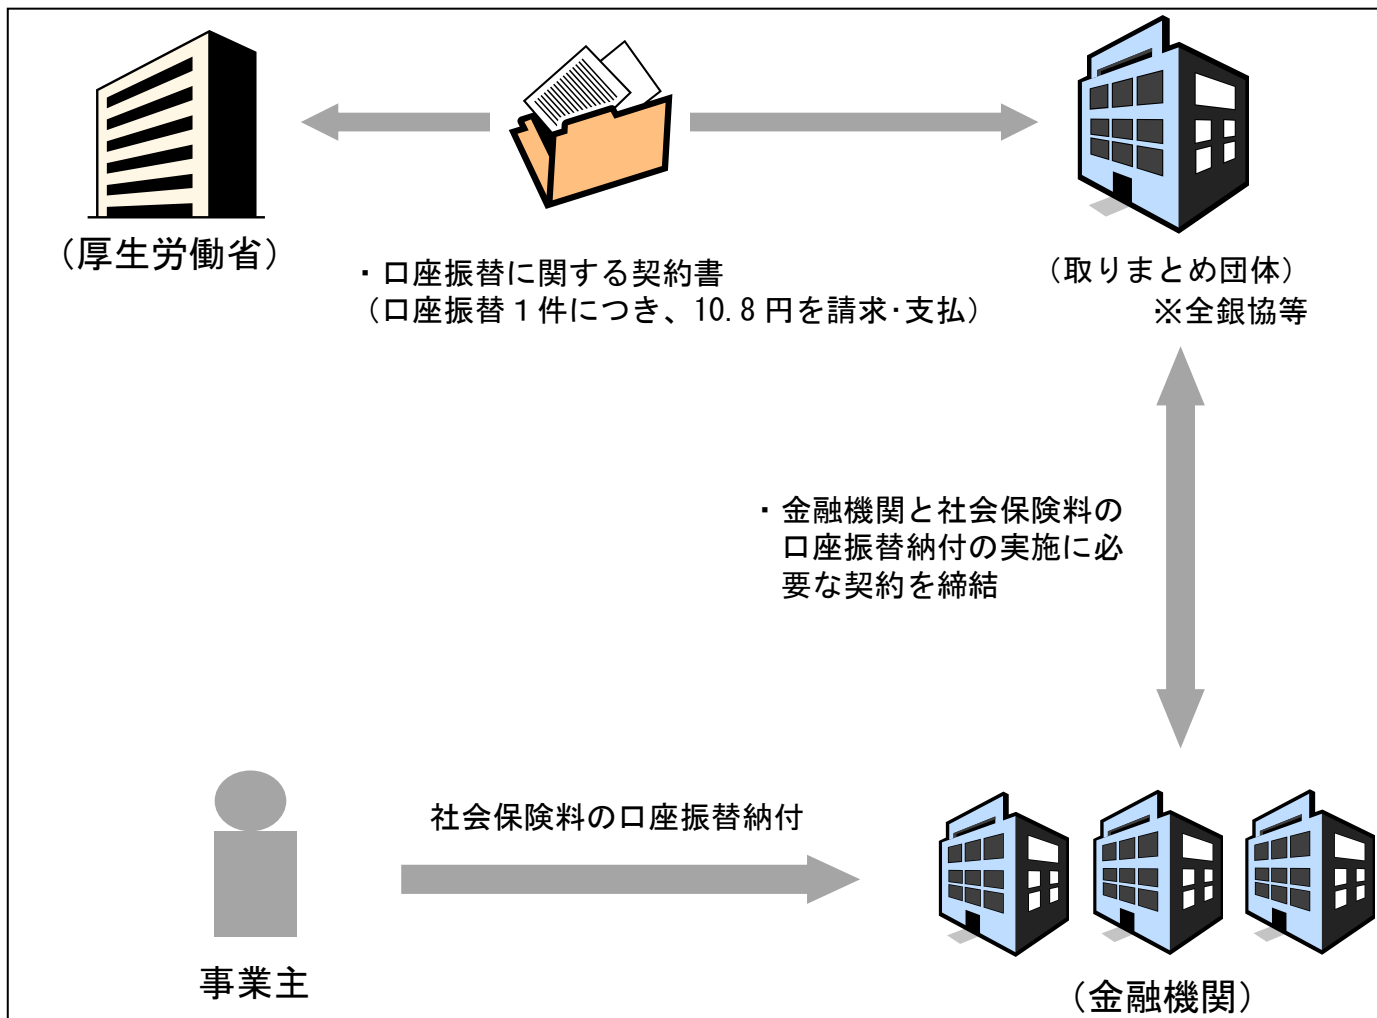 （厚生労働省）
・口座振替に関する契約書
（口座振替１件につき、10.8 円を請求･支払）
（取りまとめ団体）
※全銀協等
・金融機関と社会保険料の
口座振替納付の実施に必
要な契約を締結
社会保険料の口座振替納付
事業主
（金融機関）